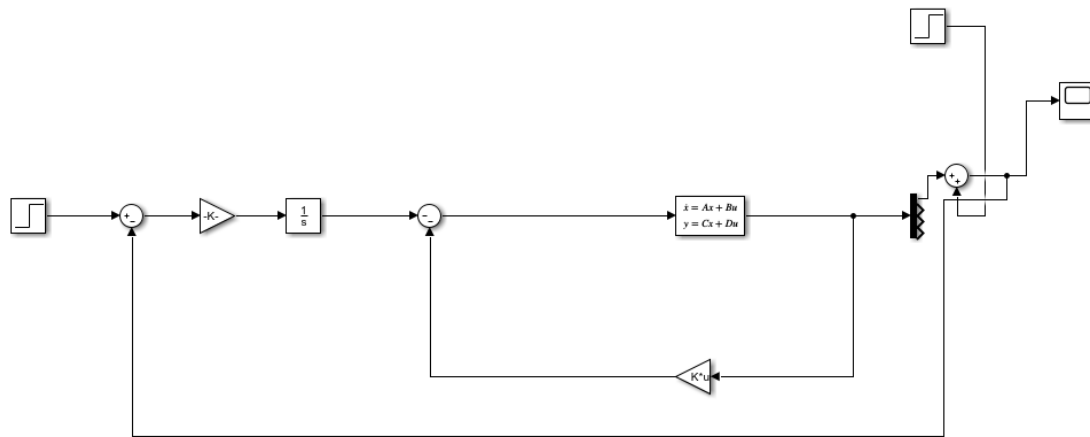 +
-
-K-
1
s
-
-
ẋ = Ax + Bu
y = Cx + Du
+
+
K*u